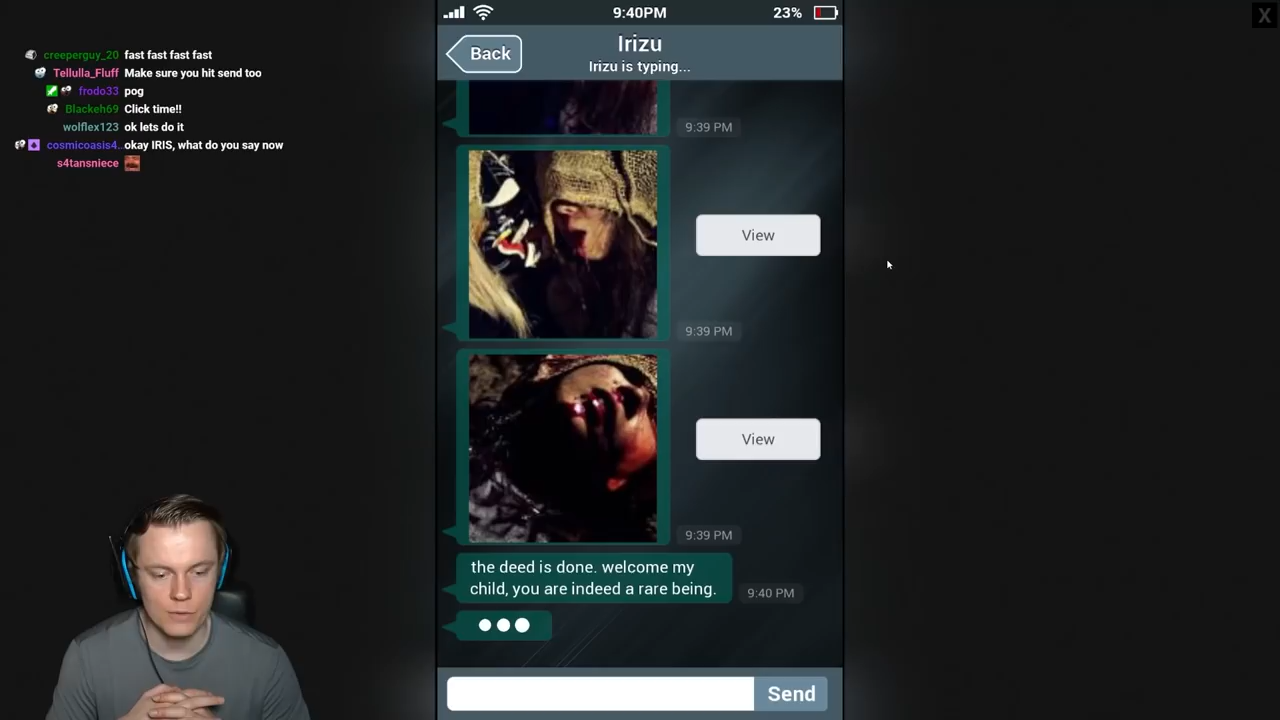 9:40PM
23%
X
Back
Irizu
Irizu is typing...
creeperguy_20 fast fast fast fast
Tellulla_Fluff Make sure you hit send too
frodo33 pog
Blackeh69 Click time!!
wolflex123 ok lets do it
cosmicoasis4.. okay IRIS, what do you say now
s4tansniece
9:39 PM
View
9:39 PM
View
9:39 PM
the deed is done. welcome my
child, you are indeed a rare being.
9:40 PM
Send